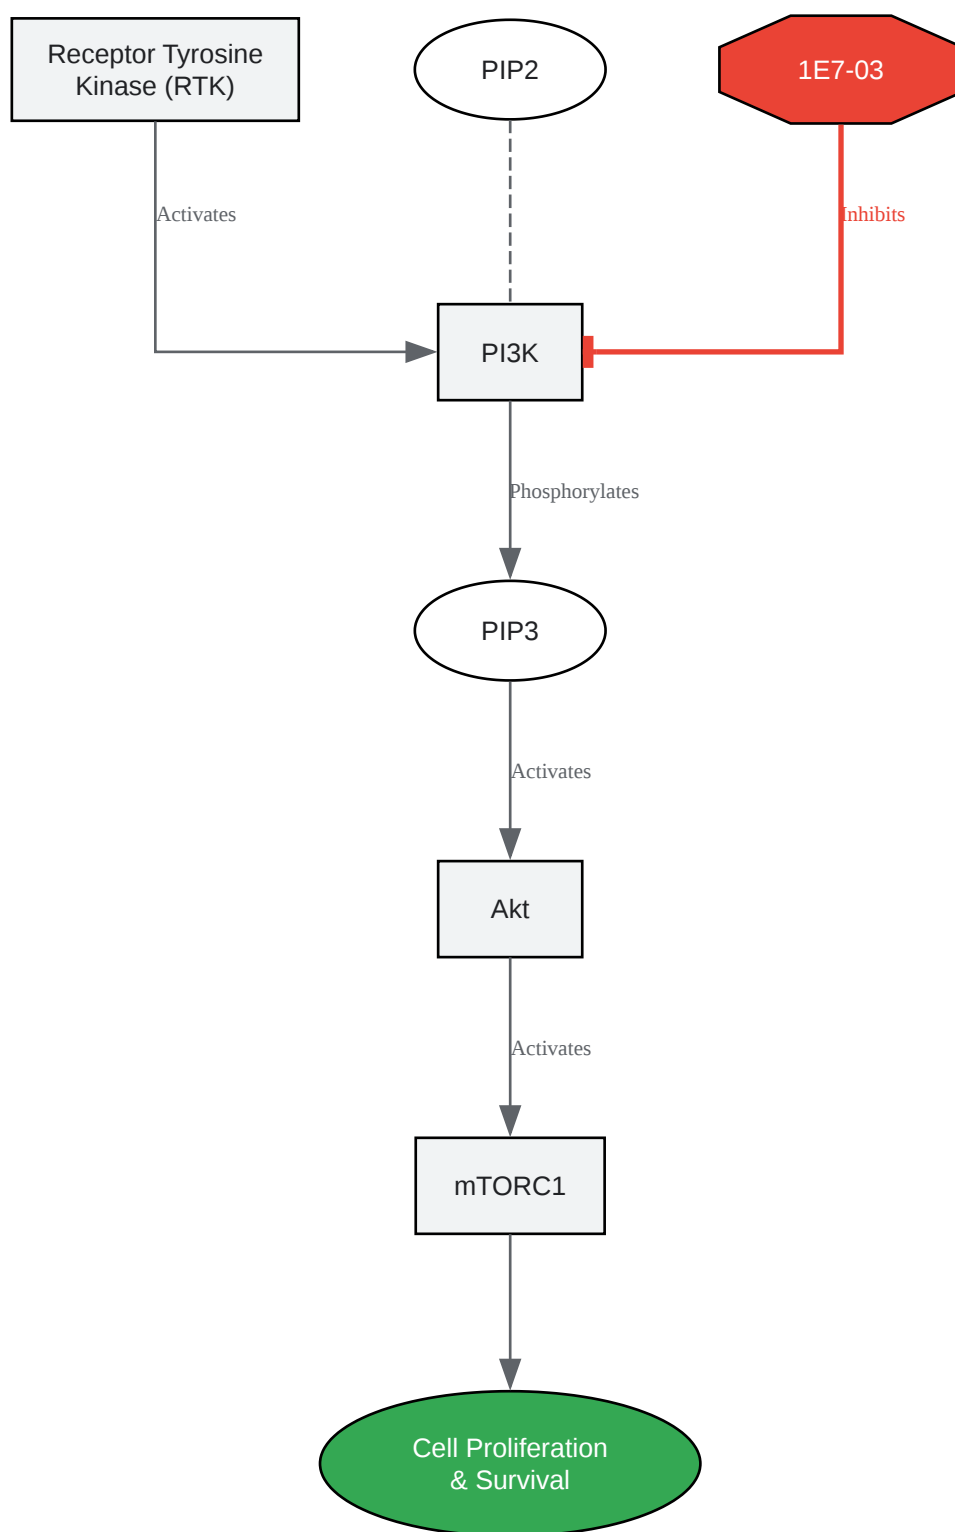 Receptor Tyrosine
Kinase (RTK)
PIP2
1E7-03
Activates
Inhibits
PI3K
Phosphorylates
PIP3
Activates
Akt
Activates
mTORC1
Cell Proliferation
& Survival